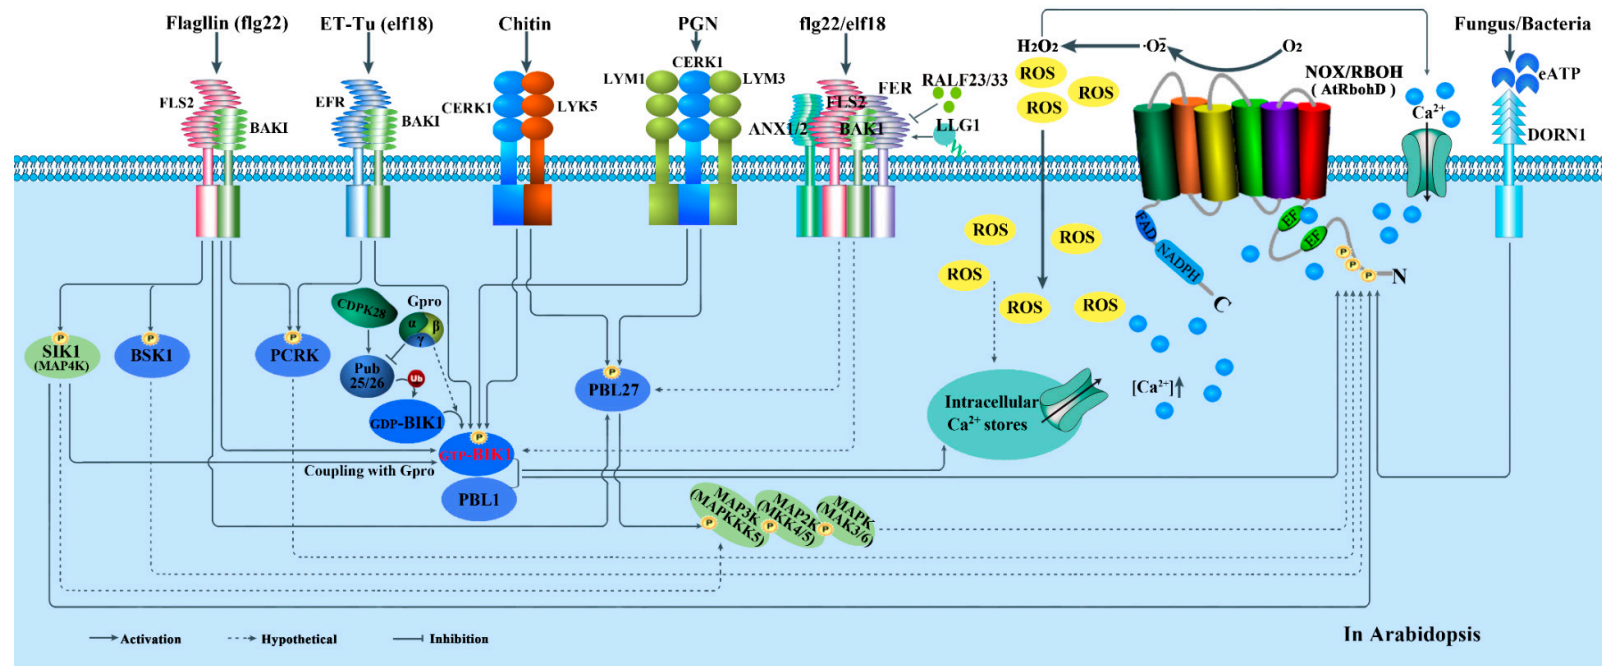 Flagllin (flg22)
ET-Tu (elf18)
Chitin
PGN
flg22/elf18
Fungus/Bacteria
H₂O₂
·O₂⁻
O₂
NOX/RBOH
( AtRbohD )
eATP
Ca²⁺
DORN1
FLS2
BAKI
EFR
BAKI
CERK1
LYK5
LYM1
CERK1
LYM3
ANX1/2
FLS2
BAK1
FER
RALF23/33
LLG1
ROS
ROS
ROS
ROS
ROS
ROS
ROS
ROS
FAD
NADPH
C
EF
EF
P
P
P
N
P
SIK1
(MAP4K)
P
BSK1
P
PCRK
CDPK28
Gpro
α
β
γ
Pub
25/26
Ub
GDP-BIK1
P
GTP-BIK1
PBL1
Coupling with Gpro
P
PBL27
Intracellular
Ca²⁺ stores
[Ca²⁺]
P
MAP3K
(MAPKKK5)
P
MAP2K
(MKK4/5)
P
MAPK
(MAK3/6)
Activation
Hypothetical
Inhibition
In Arabidopsis